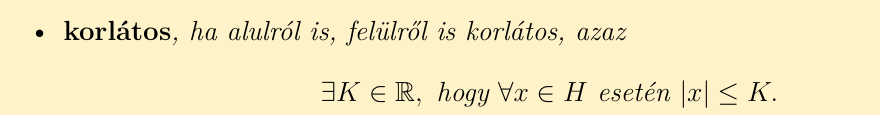 • korlátos, ha alulról is, felülről is korlátos, azaz
∃K ∈ ℝ, hogy ∀x ∈ H esetén |x| ≤ K.